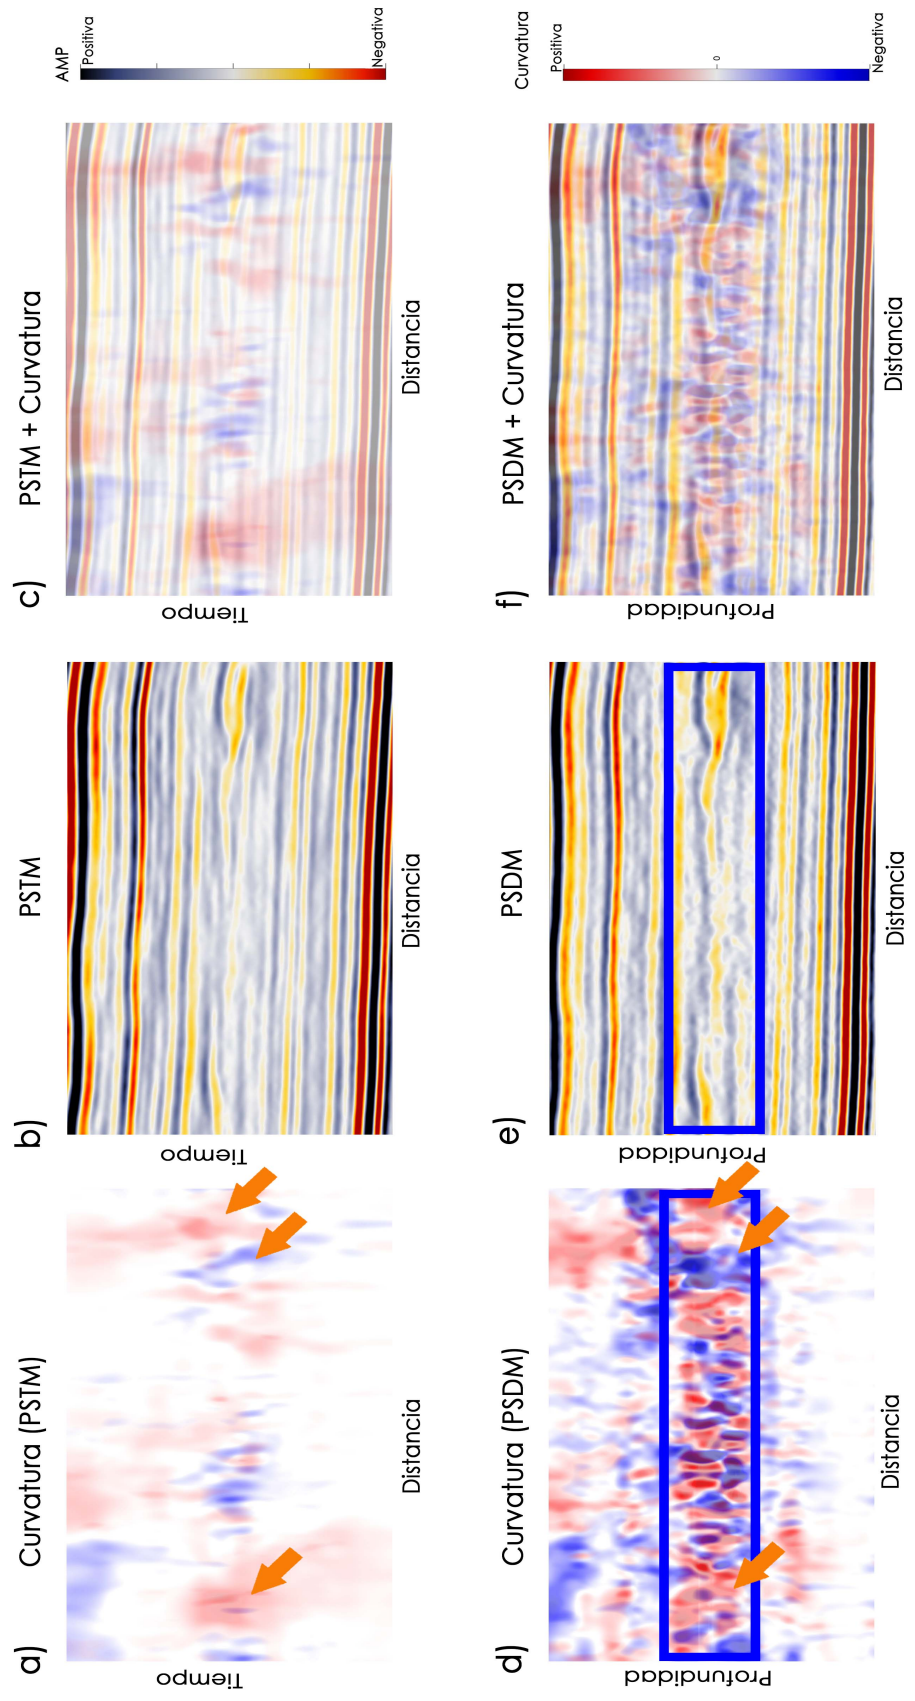 a)
Curvatura (PSTM)
Tiempo
Distancia
b)
PSTM
Tiempo
Distancia
c)
PSTM + Curvatura
Tiempo
Distancia
AMP
Positiva
Negativa
d)
Curvatura (PSDM)
Profundidad
Distancia
e)
PSDM
Profundidad
Distancia
f)
PSDM + Curvatura
Profundidad
Distancia
Curvatura
Positiva
0
Negativa